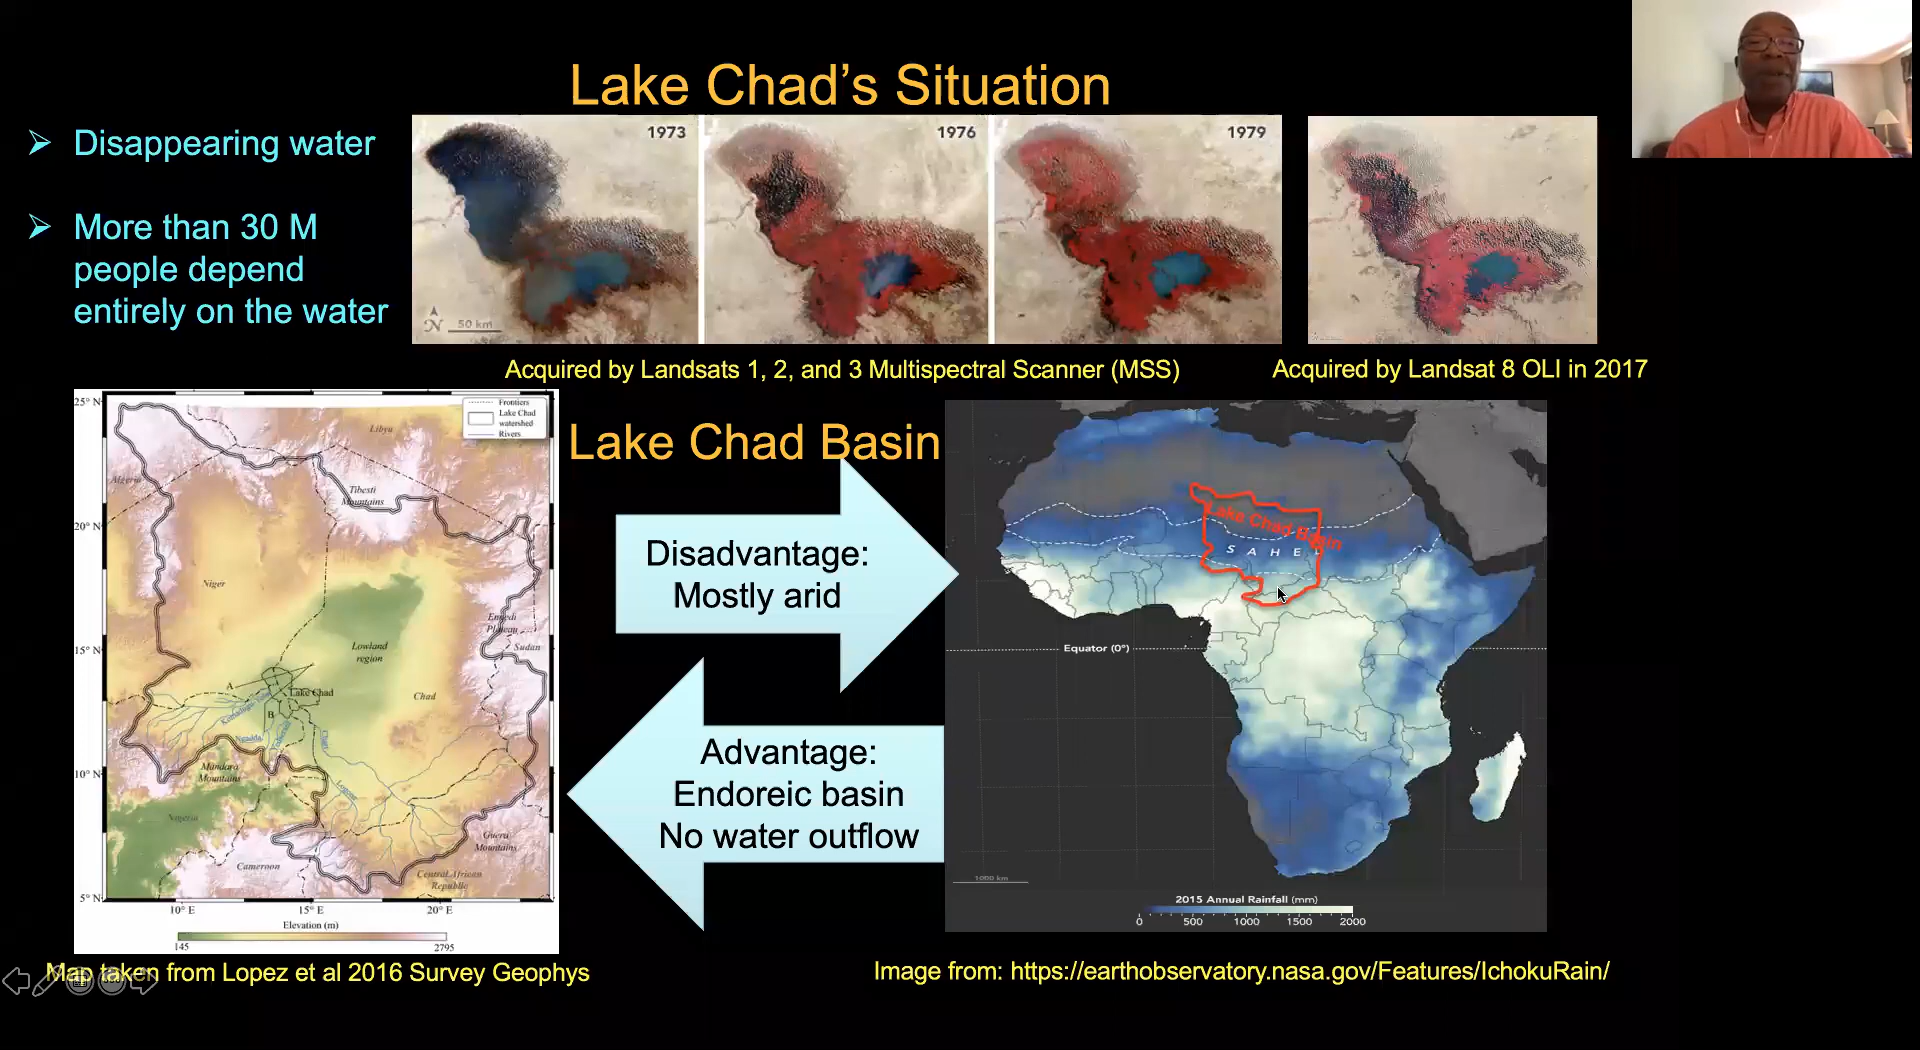 Lake Chad's Situation
Disappearing water
More than 30 M
people depend
entirely on the water
1973
1976
1979
N
50 km
Acquired by Landsats 1, 2, and 3 Multispectral Scanner (MSS)
Acquired by Landsat 8 OLI in 2017
Lake Chad Basin
25° N
20° N
15° N
10° N
5° N
Frontiers
Lake Chad
watershed
Rivers
Libya
Algeria
Tibesti
Mountains
Niger
Ennedi
Plateau
Sudan
Lowland
region
A
Lake Chad
Chad
B
Ngadda
Chari
Logone
Mandara
Mountains
Nigeria
Guera
Mountains
Cameroon
Central African
Republic
10° E
15° E
20° E
Elevation (m)
145
2795
Map taken from Lopez et al 2016 Survey Geophys
Disadvantage:
Mostly arid
Advantage:
Endoreic basin
No water outflow
Lake Chad Basin
S A H E L
Equator (0°)
1000 km
2015 Annual Rainfall (mm)
0 500 1000 1500 2000
Image from: https://earthobservatory.nasa.gov/Features/IchokuRain/